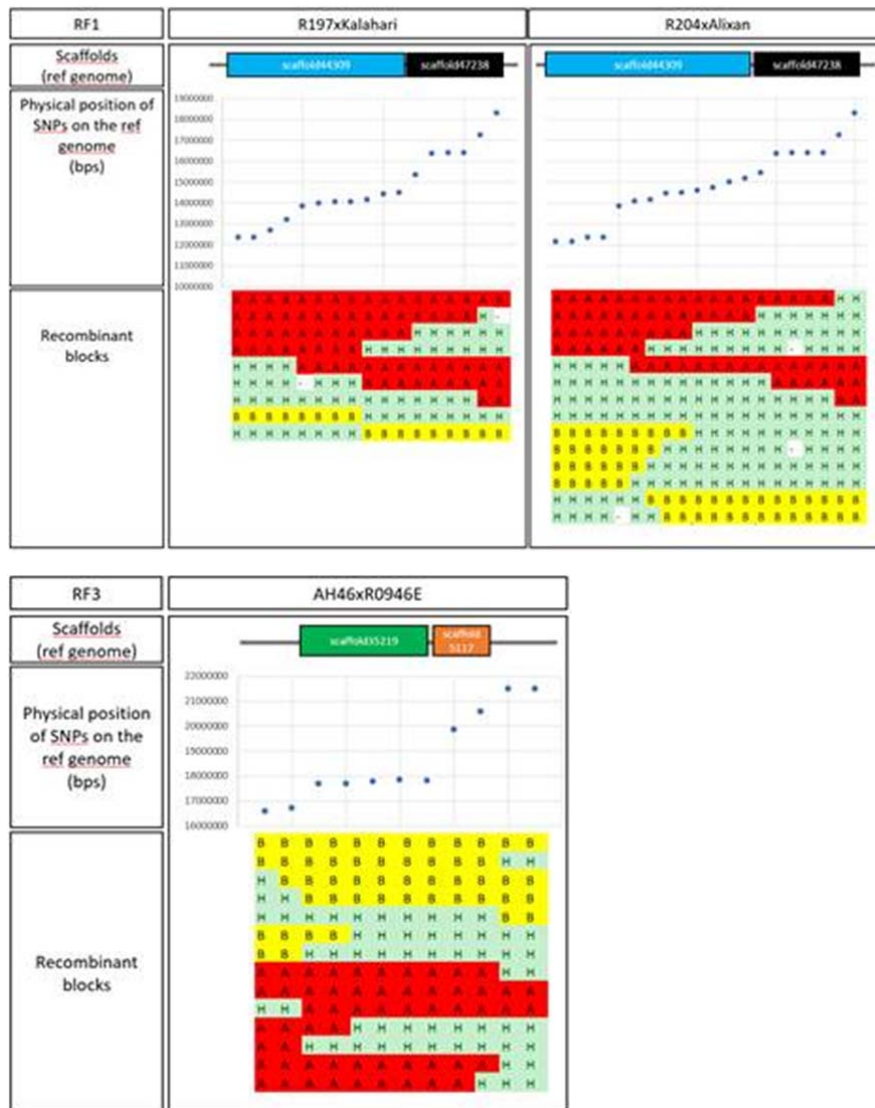 RF1
R197xKalahari
R204xAlixan
Scaffolds
(ref genome)
scaffold44309
scaffold47238
scaffold44309
scaffold47238
Physical position of
SNPs on the ref
genome
(bps)
19000000
18000000
17000000
16000000
15000000
14000000
13000000
12000000
11000000
10000000
Recombinant
blocks
A A A A A A A A A A A A A A A A A
A A A A A A A A A A A A A A A H -
A A A A A A A A A A A H H H H H H
A A A A A A A A H H H H H H H H H
H H H H A A A A A A A A A A A A A
H H H H - H H H A A A A A A A A A
H H H H H H H H H H H H H H H A A
B B B B B B B B H H H H H H H H H
H H H H H H H H B B B B B B B B B
A A A A A A A A A A A A A A A A A A H H
A A A A A A A A A A A A A H H H H H H H
A A A A A A A A A H H H H H H H H H H H
A A A A A A H H H H H H H H H - H H H H
H H H H H A A A A A A A A A A A A A A A
H H H H H H H H H H H H H H A A A A A A
H H H H H H H H H H H H H H H H H H A A
H H H H H H H H H H H H H H H H H H H H
B B B B B B B B B H H H H H H H H H H H
B B B B B B B H H H H H H H H - H H H H
B B B B B B H H H H H H H H H H H H H H
B B B B B H H H H H H H H H H H H H H H
H H H H H H B B B B B B B B B B B B B B
H H H H - H H B B B B B B B B B B B B B
RF3
AH46xR0946E
Scaffolds
(ref genome)
scaffold35219
scaffold
5117
Physical position
of SNPs on the
ref genome
(bps)
22000000
21000000
20000000
19000000
18000000
17000000
16000000
Recombinant
blocks
B B B B B B B B B B B
B B B B B B B B B H H
H B B B B B B B B B B
H H B B B B B B B B B
H H H H H H H H H B B
B B B B H H H H H H H
B B H H H H H H H H H
A A A A A A A A A H H
A A A A A A A A A A A
H H A A A A A A A A A
A A A A H H H H H H H
A A H H H H H H H H H
A A A A A A A A A H H
A A A A A A A A H H H